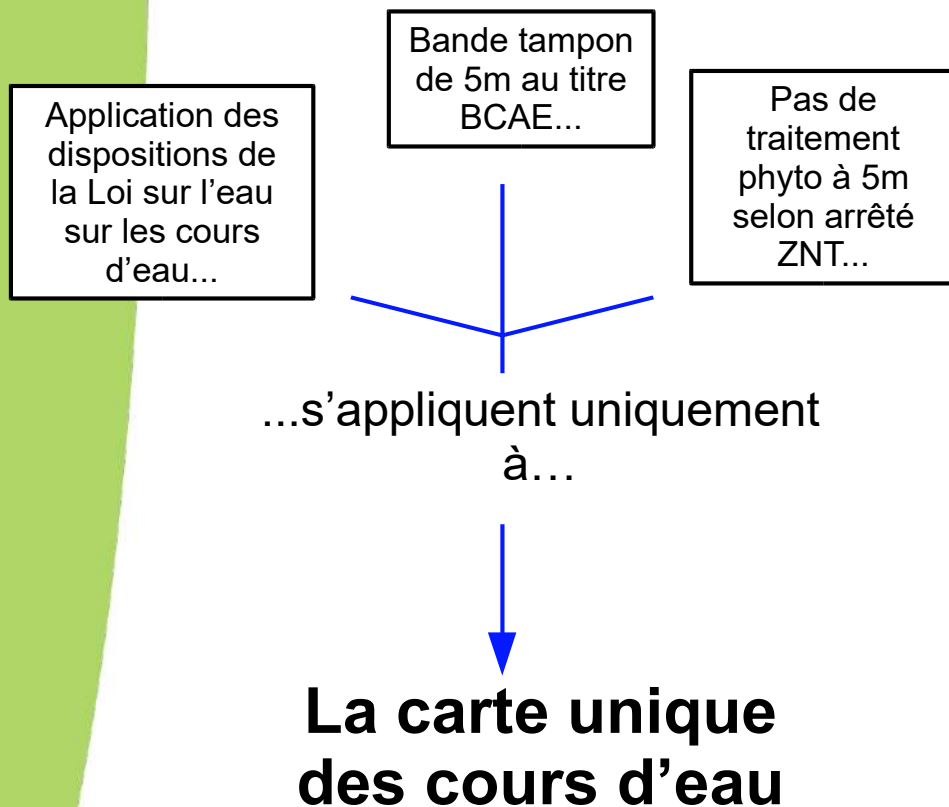 Application des
dispositions de
la Loi sur l’eau
sur les cours
d’eau...
Bande tampon
de 5m au titre
BCAE...
Pas de
traitement
phyto à 5m
selon arrêté
ZNT...
...s’appliquent uniquement
à…
La carte unique
des cours d’eau